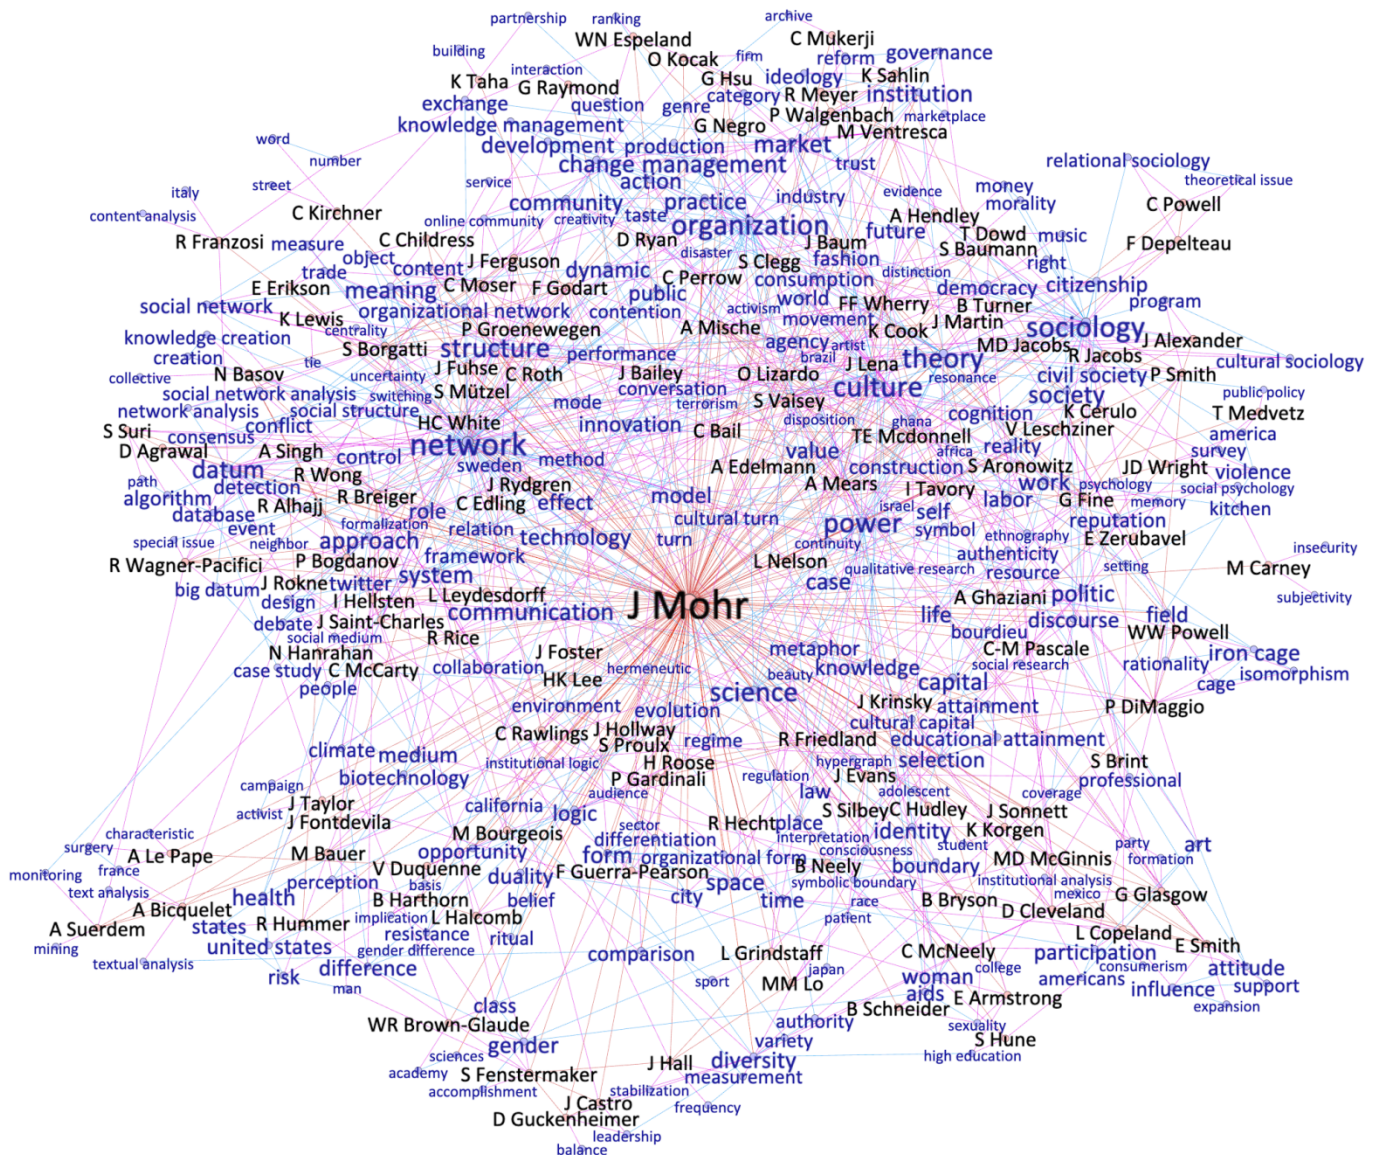 partnership
ranking
archive
WN Espeland
C Mukerji
building
O Kocak
firm
reform
governance
interaction
K Taha
G Raymond
G Hsu
ideology
K Sahlin
exchange
question
genre
category
R Meyer
institution
knowledge management
G Negro
P Walgenbach
marketplace
M Ventresca
word
development
production
market
number
change management
trust
relational sociology
italy
street
service
action
theoretical issue
content analysis
community
practice
industry
evidence
money
morality
C Kirchner
online community
creativity
taste
organization
A Hendley
C Powell
R Franzosi
measure
C Childress
D Ryan
J Baum
future
T Dowd
music
F Depelteau
object
J Ferguson
disaster
S Clegg
fashion
S Baumann
right
trade
content
dynamic
C Perrow
consumption
distinction
democracy
citizenship
E Erikson
meaning
C Moser
F Godart
public
world
FF Wherry
program
social network
organizational network
contention
activism
movement
B Turner
K Lewis
centrality
P Groenewegen
A Mische
K Cook
J Martin
sociology
knowledge creation
S Borgatti
structure
performance
agency
artist
MD Jacobs
J Alexander
creation
tie
J Fuhse
brazil
J Lena
theory
R Jacobs
cultural sociology
collective
N Basov
uncertainty
C Roth
J Bailey
O Lizardo
culture
resonance
civil society
P Smith
social network analysis
switching
S Mützel
conversation
S Vaisey
society
public policy
network analysis
social structure
mode
terrorism
disposition
ghana
cognition
K Cerulo
T Medvetz
S Suri
consensus
conflict
HC White
innovation
C Bail
TE Mcdonnell
V Leschziner
america
D Agrawal
A Singh
control
network
value
africa
reality
survey
datum
R Wong
sweden
method
A Edelmann
construction
S Aronowitz
JD Wright
violence
path
detection
J Rydgren
A Mears
I Tavory
work
psychology
social psychology
algorithm
R Alhajj
R Breiger
role
C Edling
effect
model
israel
self
labor
G Fine
memory
kitchen
database
formalization
relation
cultural turn
power
symbol
reputation
event
neighbor
approach
technology
turn
continuity
ethnography
E Zerubavel
special issue
P Bogdanov
framework
L Nelson
authenticity
insecurity
R Wagner-Pacifici
system
qualitative research
resource
setting
M Carney
big datum
J Rokne
twitter
L Leydesdorff
case
A Ghaziani
politic
subjectivity
design
I Hellsten
communication
J Mohr
life
discourse
field
debate
J Saint-Charles
bourdieu
WW Powell
social medium
R Rice
metaphor
C-M Pascale
iron cage
N Hanrahan
J Foster
hermeneutic
knowledge
social research
rationality
case study
C McCarty
collaboration
HK Lee
beauty
capital
cage
isomorphism
people
science
J Krinsky
attainment
P DiMaggio
environment
evolution
cultural capital
C Rawlings
J Hollway
regime
R Friedland
educational attainment
climate
medium
S Proulx
hypergraph
selection
S Brint
institutional logic
H Roose
J Evans
professional
campaign
biotechnology
P Gardinali
regulation
adolescent
audience
law
coverage
activist
J Taylor
california
logic
S Silbey
C Hudley
J Sonnett
characteristic
J Fontdevila
sector
R Hecht
place
identity
K Korgen
surgery
M Bourgeois
differentiation
interpretation
student
party
art
A Le Pape
M Bauer
opportunity
form
organizational form
consciousness
MD McGinnis
formation
monitoring
france
V Duquenne
duality
F Guerra-Pearson
B Neely
boundary
institutional analysis
text analysis
perception
basis
space
symbolic boundary
mexico
G Glasgow
health
B Harthorn
belief
city
time
race
B Bryson
D Cleveland
A Bicquelet
implication
L Halcomb
patient
A Suerdem
states
R Hummer
resistance
ritual
L Copeland
mining
united states
gender difference
comparison
L Grindstaff
C McNeely
participation
E Smith
textual analysis
difference
japan
college
consumerism
attitude
risk
man
sport
MM Lo
woman
americans
influence
support
class
aids
E Armstrong
expansion
WR Brown-Glaude
authority
B Schneider
sexuality
gender
variety
S Hune
sciences
diversity
high education
academy
S Fenstermaker
J Hall
measurement
accomplishment
stabilization
J Castro
frequency
D Guckenheimer
leadership
balance